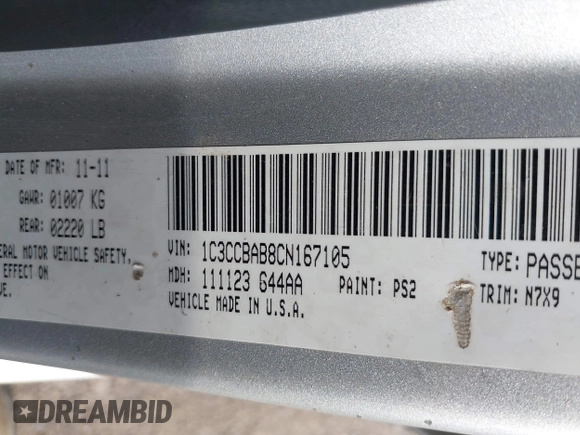 DATE OF MFR: 11-11
GAWR: 01007 KG
REAR: 02220 LB
ERAL MOTOR VEHICLE SAFETY,
EFFECT ON
VE.
VIN: 1C3CCBAB8CN167105
TYPE: PASSE
MDH: 111123 G44AA PAINT: PS2 TRIM: N7X9
VEHICLE MADE IN U.S.A.
DREAMBID